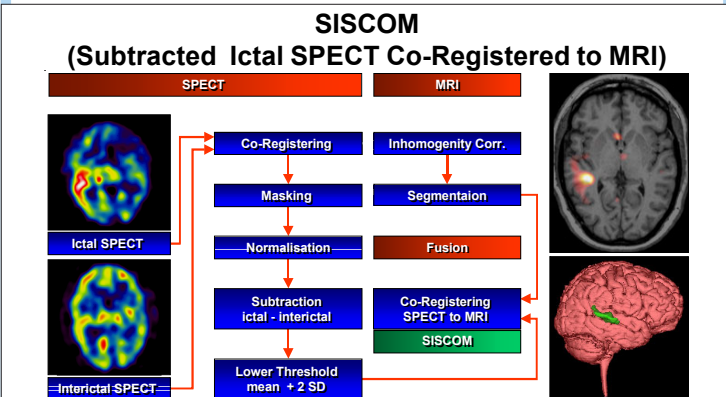 SISCOM
(Subtracted Ictal SPECT Co-Registered to MRI)
SPECT
MRI
Co-Registering
Inhomogenity Corr.
Masking
Segmentaion
Ictal SPECT
Normalisation
Fusion
Subtraction
ictal - interictal
Co-Registering
SPECT to MRI
SISCOM
Interictal SPECT
Lower Threshold
mean + 2 SD